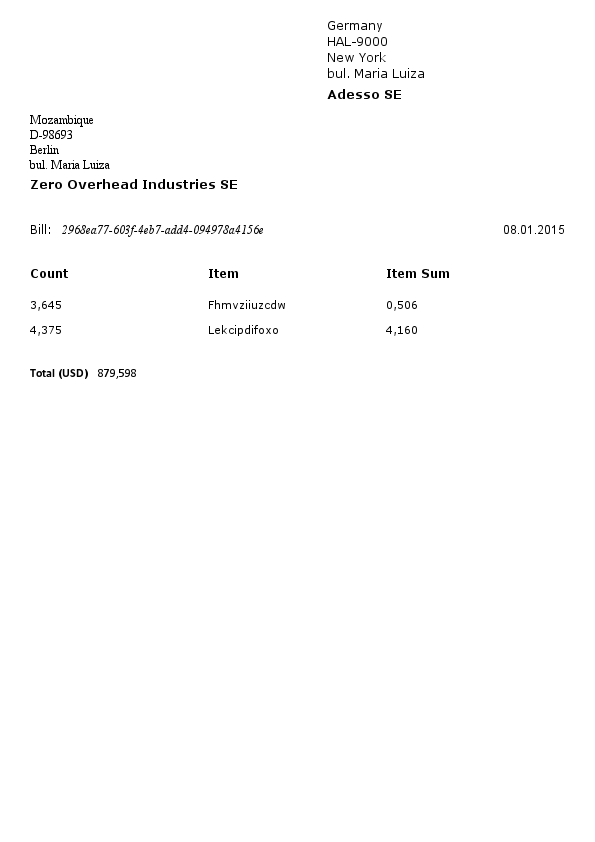 Germany
HAL-9000
New York
bul. Maria Luiza
Adesso SE
Mozambique
D-98693
Berlin
bul. Maria Luiza
Zero Overhead Industries SE
Bill: 2968ea77-603f-4eb7-add4-094978a4156e 08.01.2015
Count Item Item Sum
3,645 Fhmvziiuzcdw 0,506
4,375 Lekcipdifoxo 4,160
Total (USD) 879,598